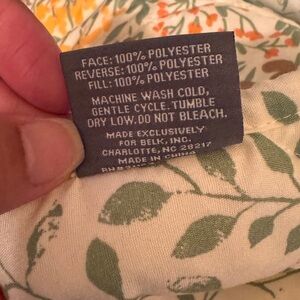 FACE: 100% POLYESTER
REVERSE: 100% POLYESTER
FILL: 100% POLYESTER
MACHINE WASH COLD,
GENTLE CYCLE. TUMBLE
DRY LOW. DO NOT BLEACH.
MADE EXCLUSIVELY
FOR BELK, INC.
CHARLOTTE, NC 28217
MADE IN CHINA